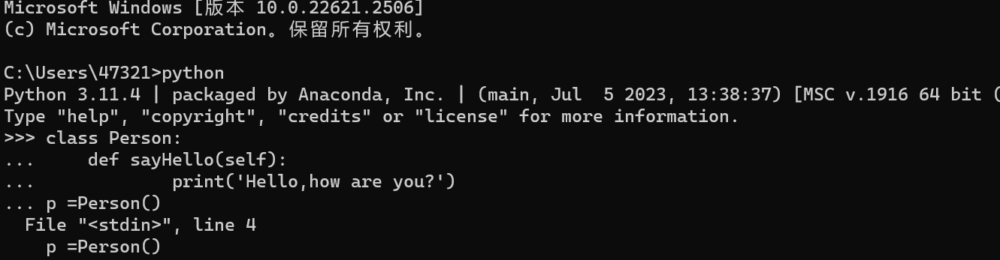 Microsoft Windows [版本 10.0.22621.2506]
(c) Microsoft Corporation。保留所有权利。
C:\Users\47321>python
Python 3.11.4 | packaged by Anaconda, Inc. | (main, Jul  5 2023, 13:38:37) [MSC v.1916 64 bit (
Type "help", "copyright", "credits" or "license" for more information.
>>> class Person:
...     def sayHello(self):
...             print('Hello,how are you?')
... p =Person()
  File "<stdin>", line 4
    p =Person()